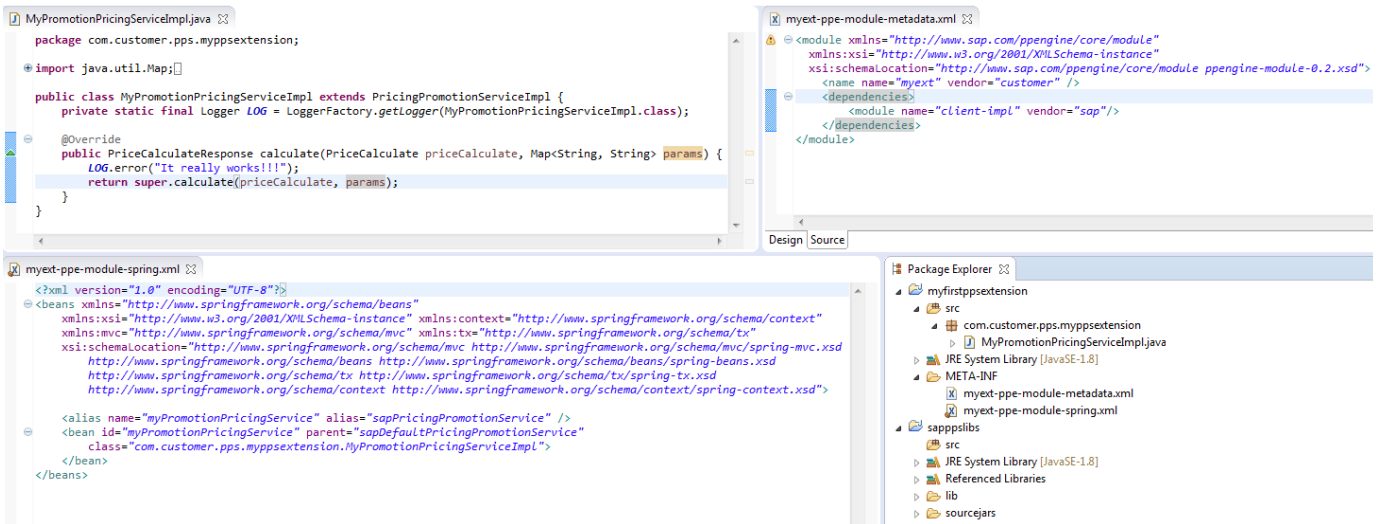 MyPromotionPricingServiceImpl.java
package com.customer.pps.myppsextension;
import java.util.Map;
public class MyPromotionPricingServiceImpl extends PricingPromotionServiceImpl {
private static final Logger LOG = LoggerFactory.getLogger(MyPromotionPricingServiceImpl.class);
@Override
public PriceCalculateResponse calculate(PriceCalculate priceCalculate, Map<String, String> params) {
LOG.error("It really works!!!");
return super.calculate(priceCalculate, params);
}
}
myext-ppe-module-metadata.xml
<module xmlns="http://www.sap.com/ppengine/core/module"
xmlns:xsi="http://www.w3.org/2001/XMLSchema-instance"
xsi:schemaLocation="http://www.sap.com/ppengine/core/module ppengine-module-0.2.xsd">
<name name="myext" vendor="customer" />
<dependencies>
<module name="client-impl" vendor="sap"/>
</dependencies>
</module>
Design Source
myext-ppe-module-spring.xml
<?xml version="1.0" encoding="UTF-8"?>
<beans xmlns="http://www.springframework.org/schema/beans"
xmlns:xsi="http://www.w3.org/2001/XMLSchema-instance" xmlns:context="http://www.springframework.org/schema/context"
xmlns:mvc="http://www.springframework.org/schema/mvc" xmlns:tx="http://www.springframework.org/schema/tx"
xsi:schemaLocation="http://www.springframework.org/schema/mvc http://www.springframework.org/schema/mvc/spring-mvc.xsd
http://www.springframework.org/schema/beans http://www.springframework.org/schema/beans/spring-beans.xsd
http://www.springframework.org/schema/tx http://www.springframework.org/schema/tx/spring-tx.xsd
http://www.springframework.org/schema/context http://www.springframework.org/schema/context/spring-context.xsd">
<alias name="myPromotionPricingService" alias="sapPricingPromotionService" />
<bean id="myPromotionPricingService" parent="sapDefaultPricingPromotionService"
class="com.customer.pps.myppsextension.MyPromotionPricingServiceImpl">
</bean>
</beans>
Package Explorer
myfirstppsextension
src
com.customer.pps.myppsextension
MyPromotionPricingServiceImpl.java
JRE System Library [JavaSE-1.8]
META-INF
myext-ppe-module-metadata.xml
myext-ppe-module-spring.xml
sapppslibs
src
JRE System Library [JavaSE-1.8]
Referenced Libraries
lib
sourcejars